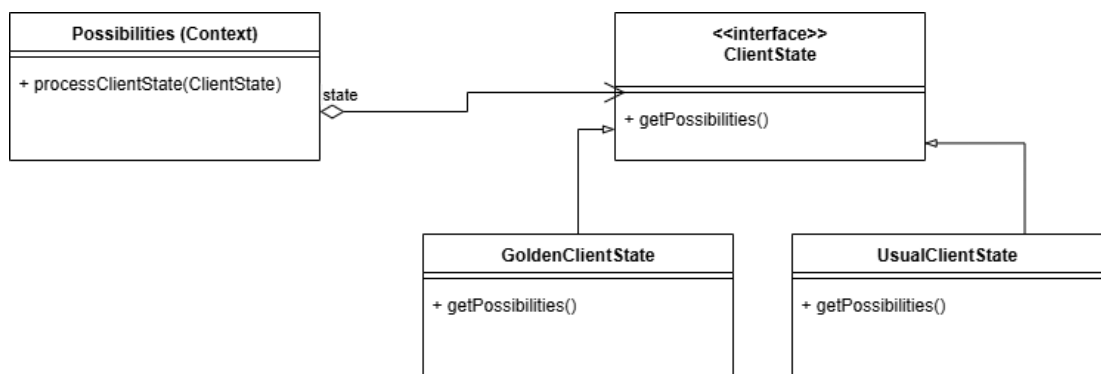 Possibilities (Context)
+ processClientState(ClientState)
state
<<interface>>
ClientState
+ getPossibilities()
GoldenClientState
+ getPossibilities()
UsualClientState
+ getPossibilities()